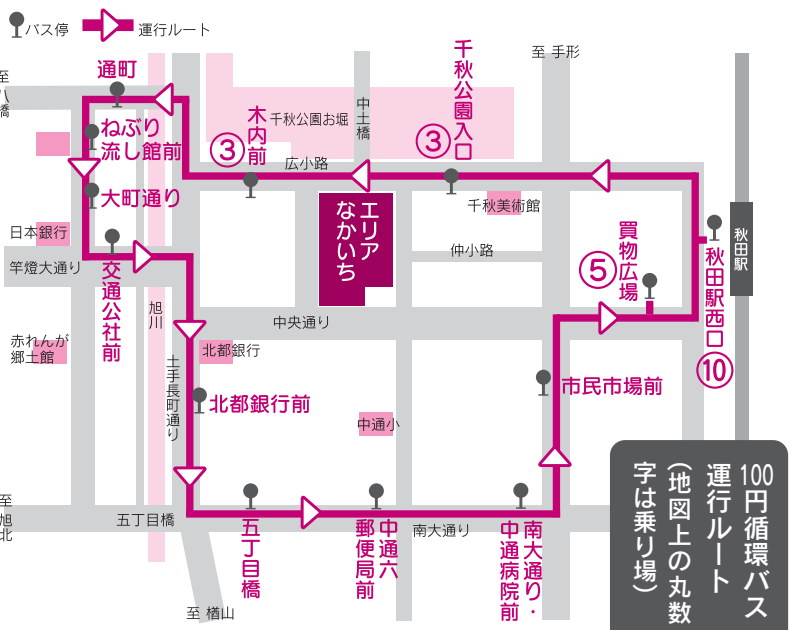 バス停
運行ルート
至 手形
至八橋
通町
ねぶり
流し館前
大町通り
日本銀行
竿燈大通り
交通公社前
赤れんが
郷土館
旭川
土手長町通り
木内前
③
千秋公園お堀
中土橋
千秋公園入口
③
広小路
エリア
なかいち
千秋美術館
仲小路
中央通り
買物広場
⑤
秋田駅
秋田駅西口
⑩
北都銀行
北都銀行前
中通小
市民市場前
至旭北
五丁目橋
五丁目橋
中通六
郵便局前
南大通り
南大通り・
中通病院前
至 楢山
100円循環バス
運行ルート
(地図上の丸数
字は乗り場)